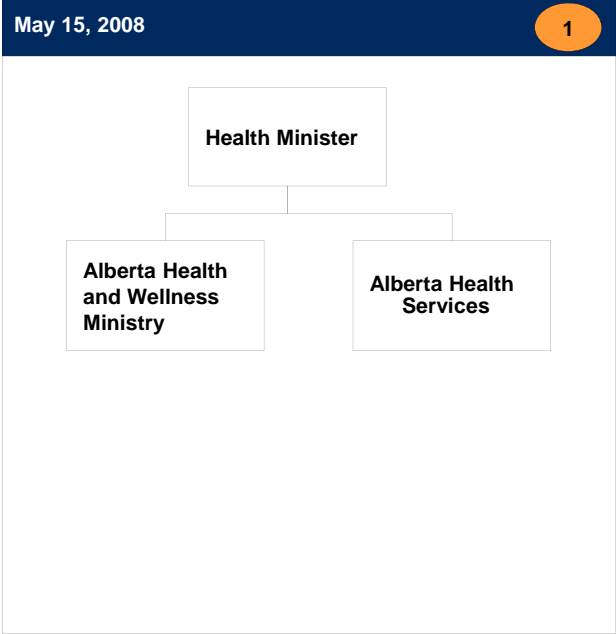 May 15, 2008
1
Health Minister
Alberta Health
and Wellness
Ministry
Alberta Health
Services